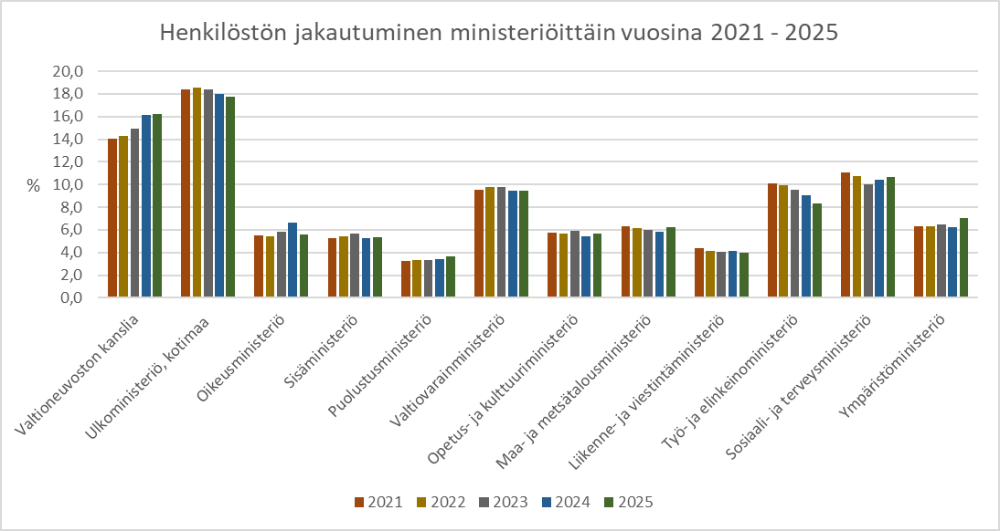 Henkilöstön jakautuminen ministeriöittäin vuosina 2021 - 2025
20,0
18,0
16,0
14,0
12,0
10,0
8,0
6,0
4,0
2,0
0,0
%
Valtioneuvoston kanslia
Ulkoministeriö, kotimaa
Oikeusministeriö
Sisäministeriö
Puolustusministeriö
Valtiovarainministeriö
Opetus- ja kulttuuriministeriö
Maa- ja metsätalousministeriö
Liikenne- ja viestintäministeriö
Työ- ja elinkeinoministeriö
Sosiaali- ja terveysministeriö
Ympäristöministeriö
2021 2022 2023 2024 2025